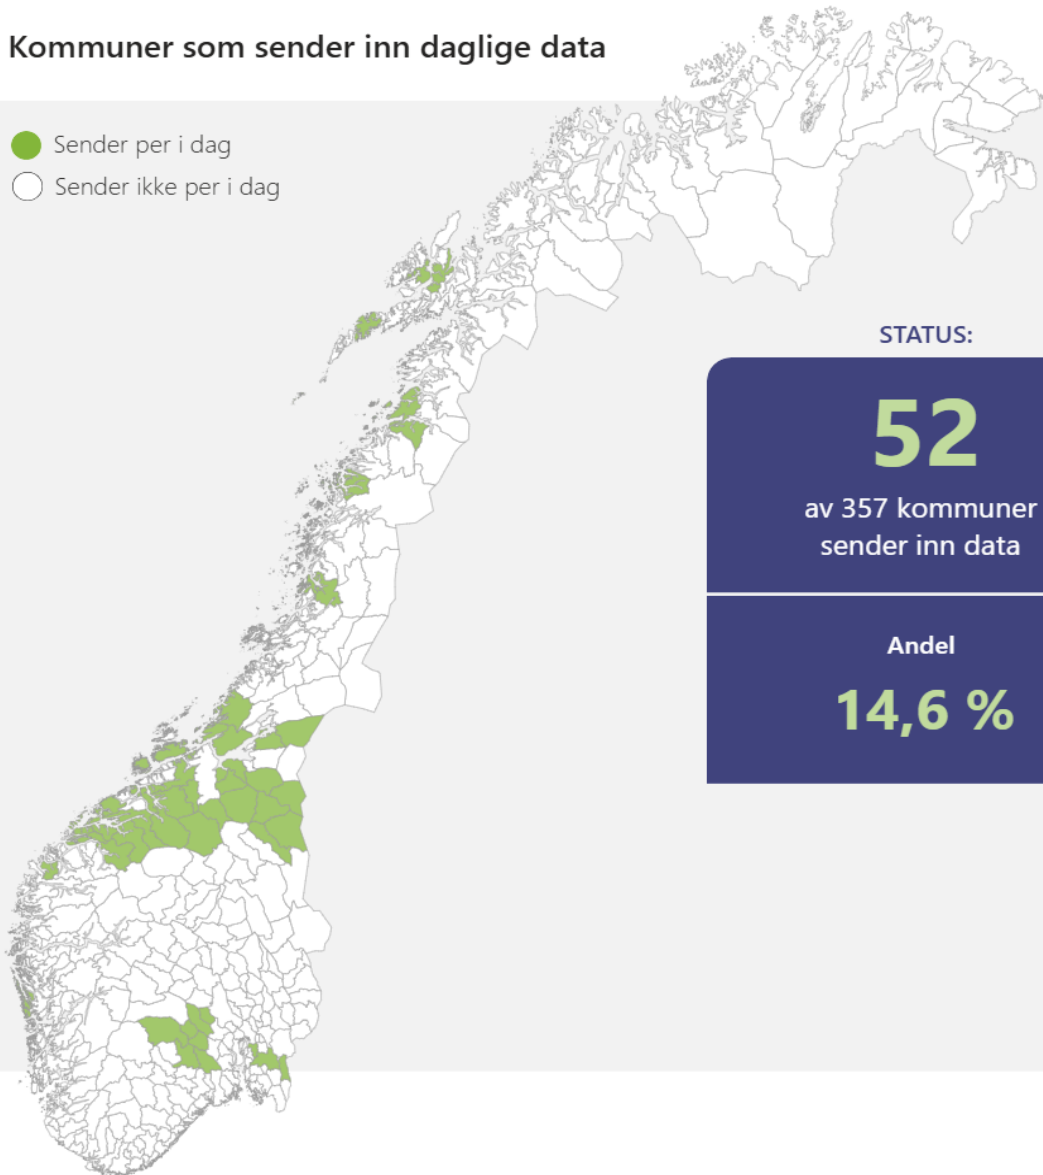 Kommuner som sender inn daglige data
Sender per i dag
Sender ikke per i dag
STATUS:
52
av 357 kommuner
sender inn data
Andel
14,6 %